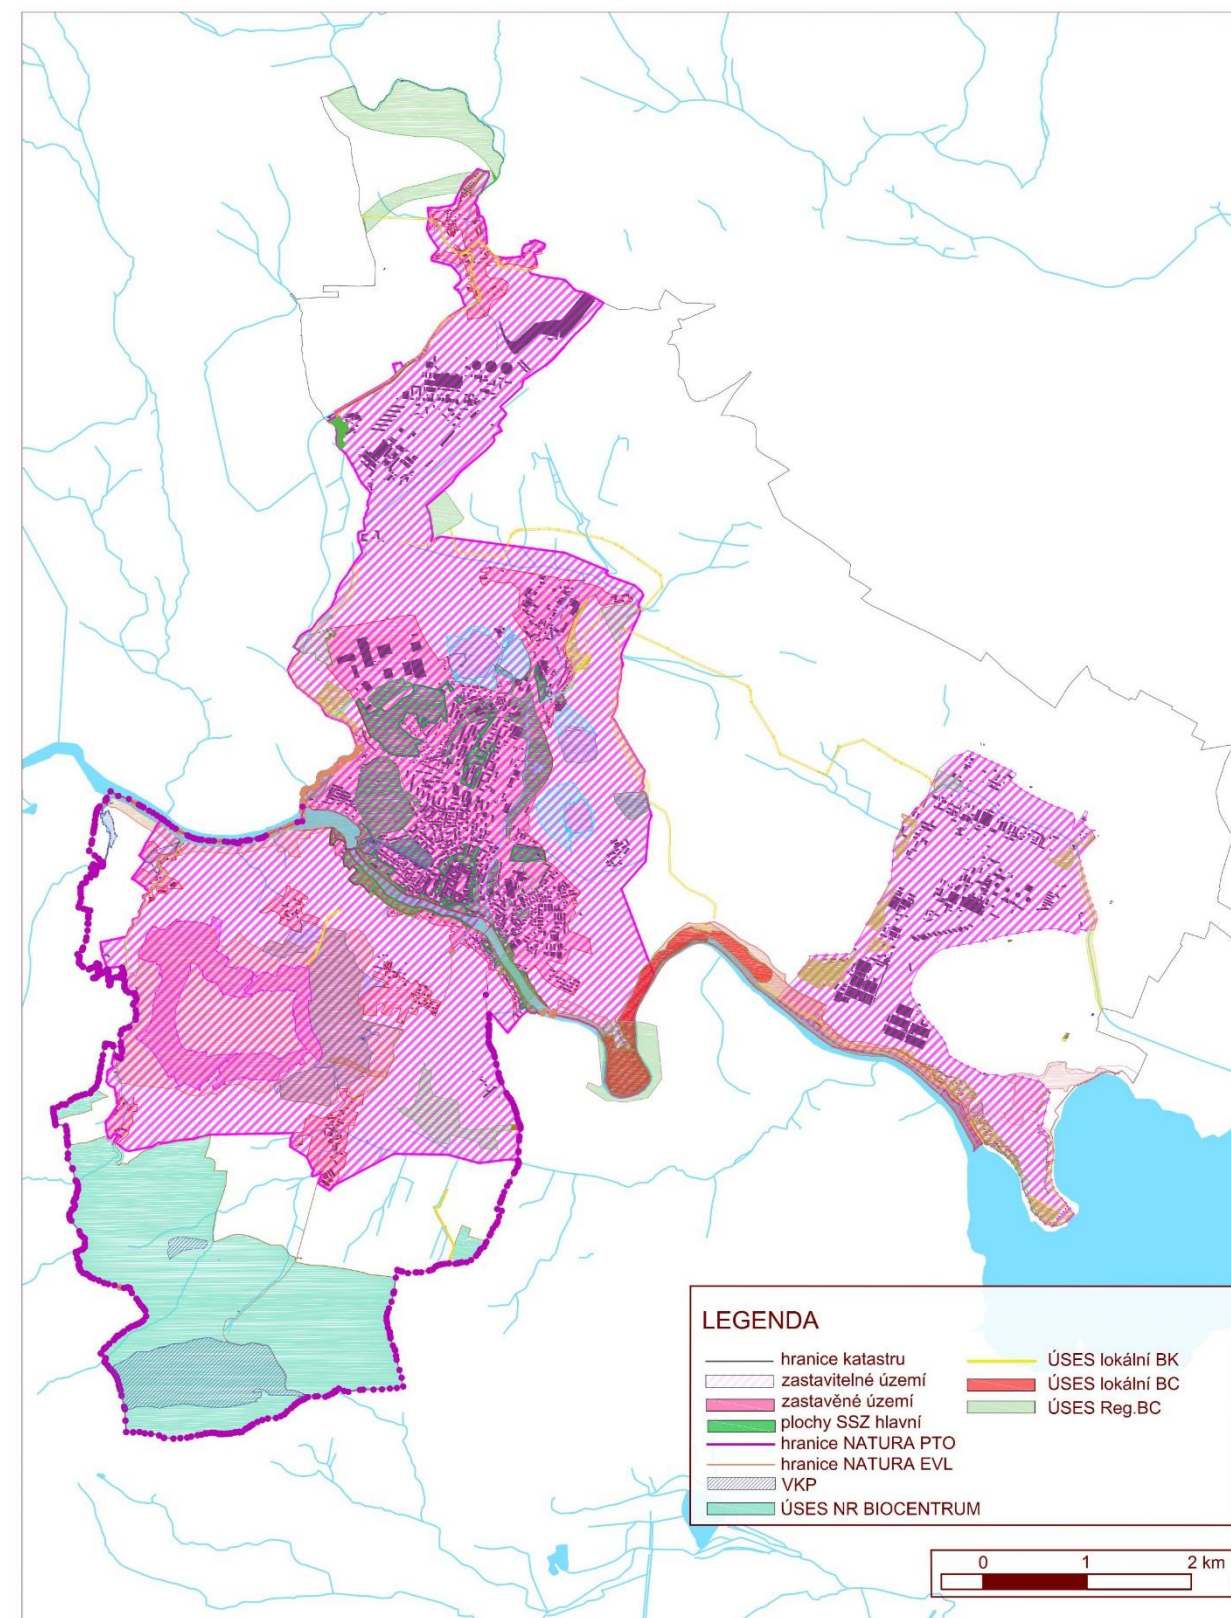 LEGENDA
hranice katastru
zastavitelné území
zastavěné území
plochy SSZ hlavní
hranice NATURA PTO
hranice NATURA EVL
VKP
ÚSES NR BIOCENTRUM
ÚSES lokální BK
ÚSES lokální BC
ÚSES Reg.BC
0 1 2 km